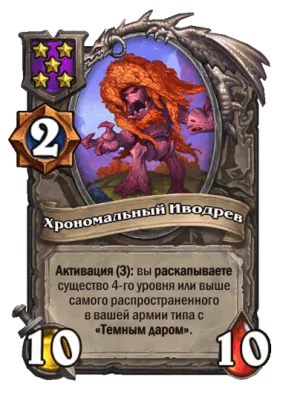 2
Хрономальный Иводрев
Активация (3): вы раскапываете
существо 4-го уровня или выше
самого распространенного
в вашей армии типа с
«Темным даром».
10
10